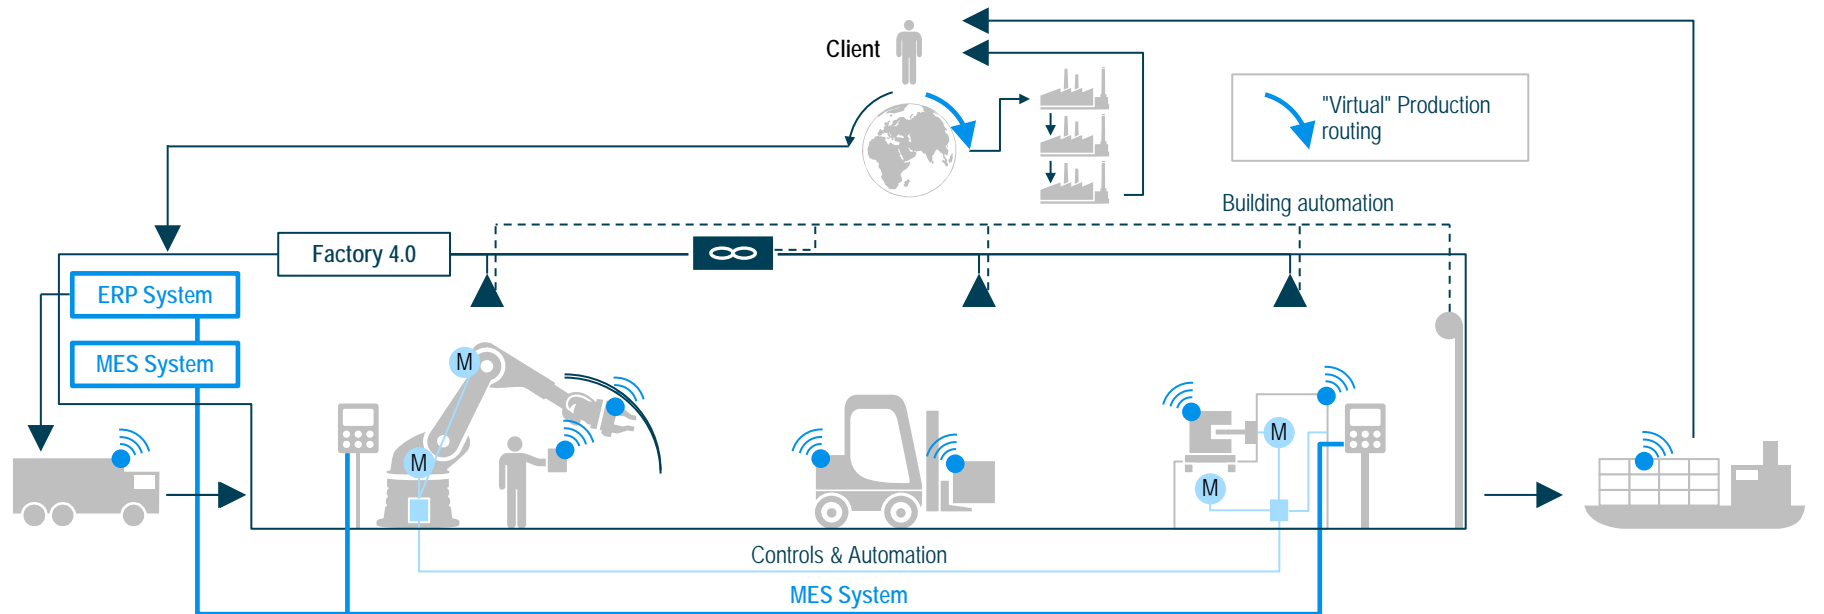 Client
"Virtual" Production
routing
Building automation
Factory 4.0
ERP System
MES System
M
M
M
M
Controls & Automation
MES System